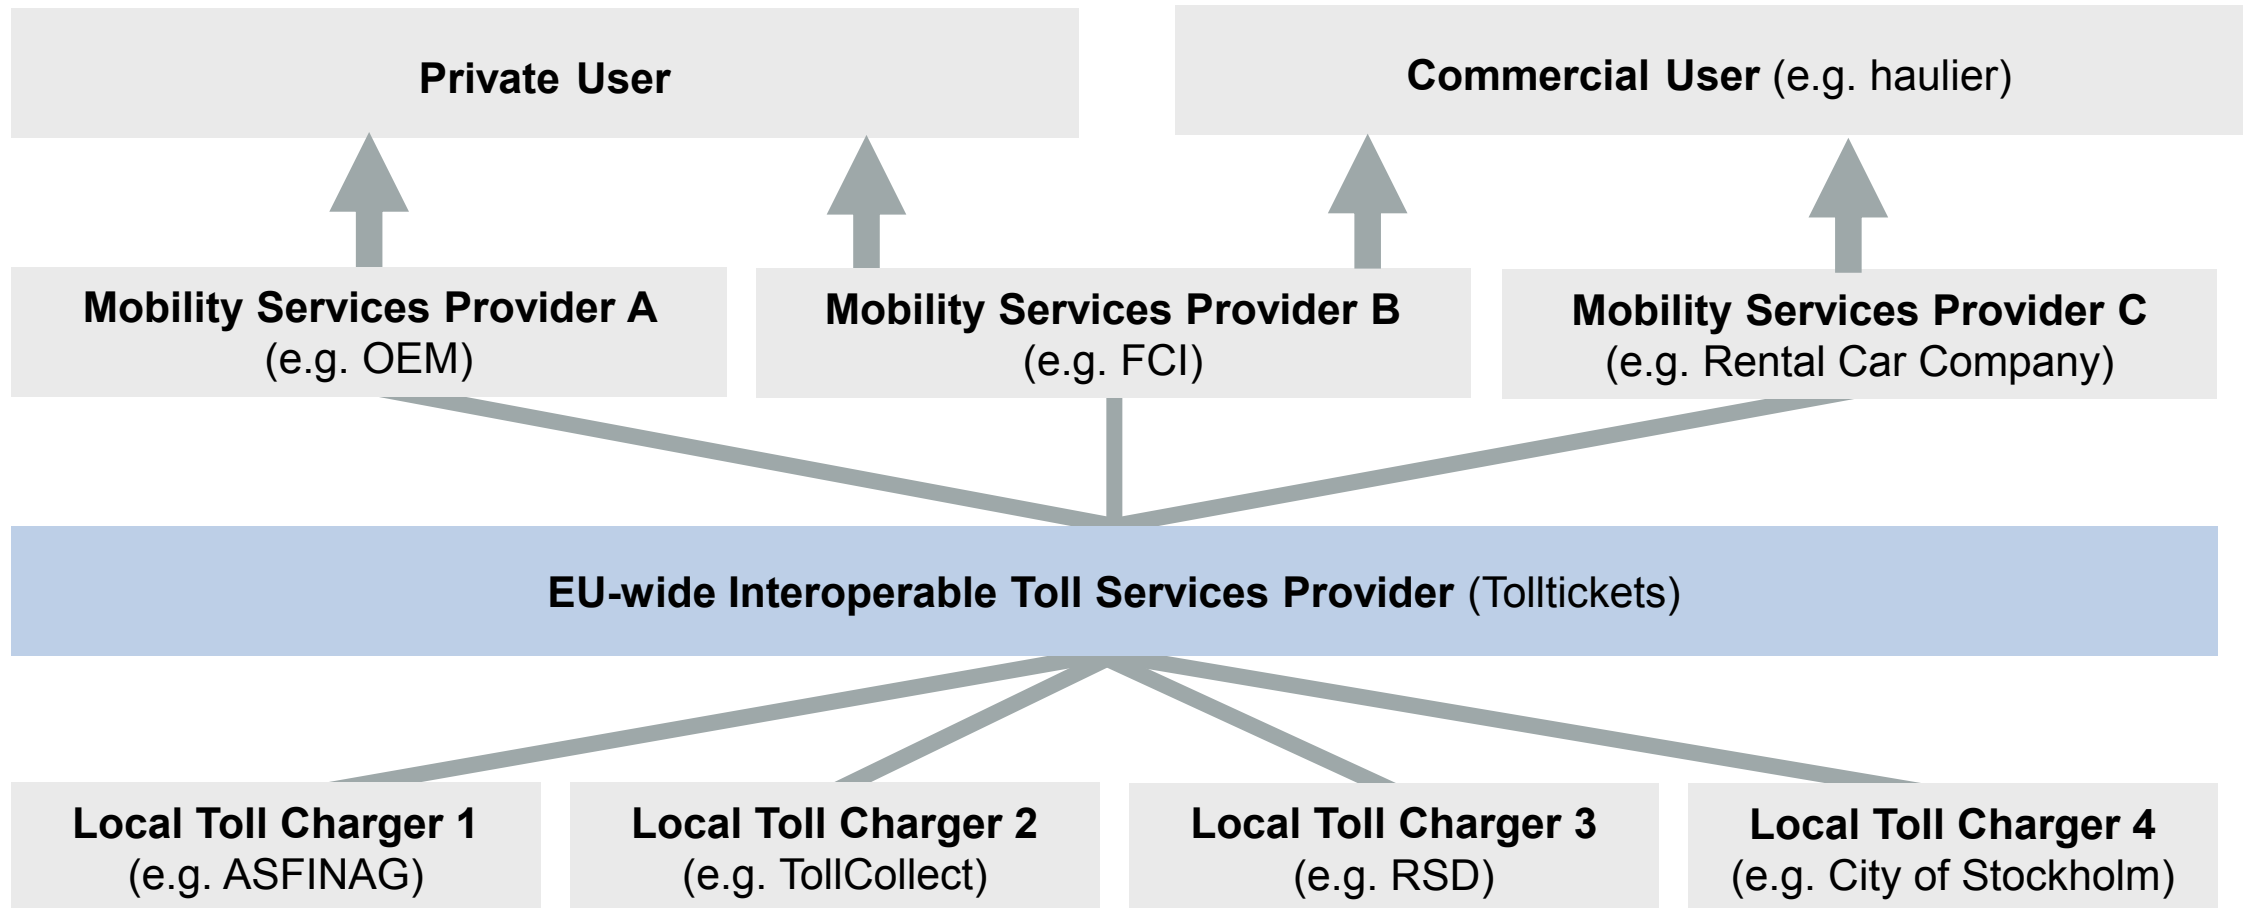 Private User
Commercial User (e.g. haulier)
Mobility Services Provider A
(e.g. OEM)
Mobility Services Provider B
(e.g. FCI)
Mobility Services Provider C
(e.g. Rental Car Company)
EU-wide Interoperable Toll Services Provider (Tolltickets)
Local Toll Charger 1
(e.g. ASFINAG)
Local Toll Charger 2
(e.g. TollCollect)
Local Toll Charger 3
(e.g. RSD)
Local Toll Charger 4
(e.g. City of Stockholm)